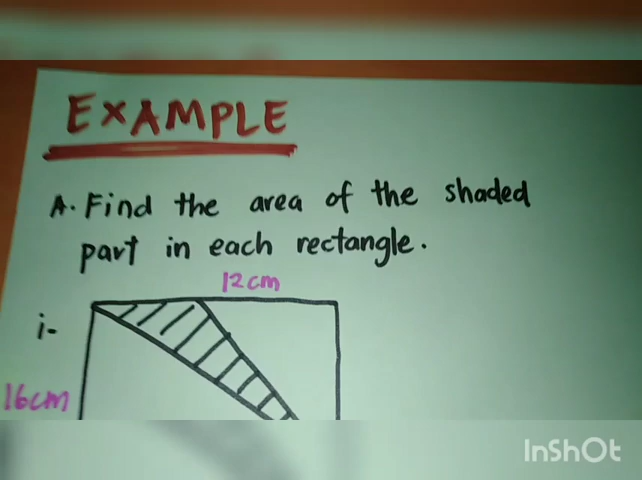 EXAMPLE
A. Find the area of the shaded
part in each rectangle.
12cm
i-
16cm
InShOt